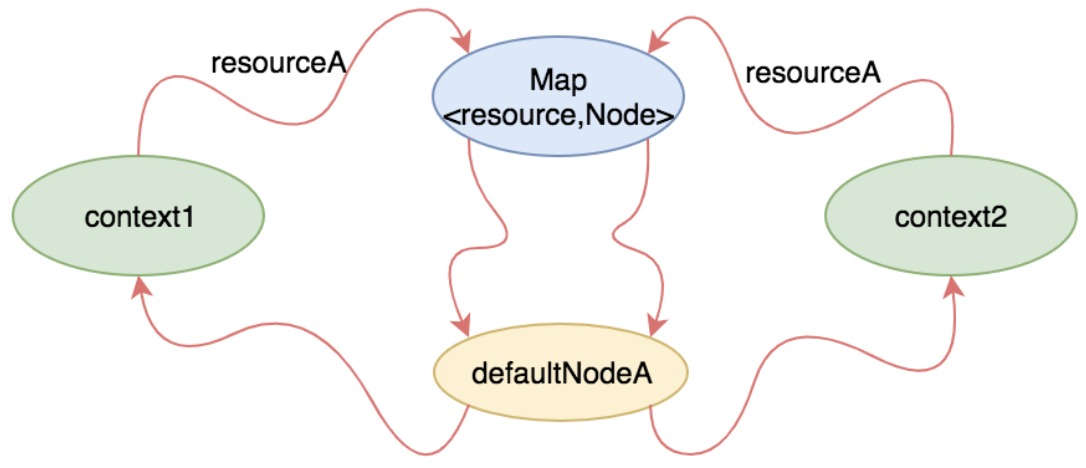 resourceA
Map
<resource,Node>
resourceA
context1
context2
defaultNodeA